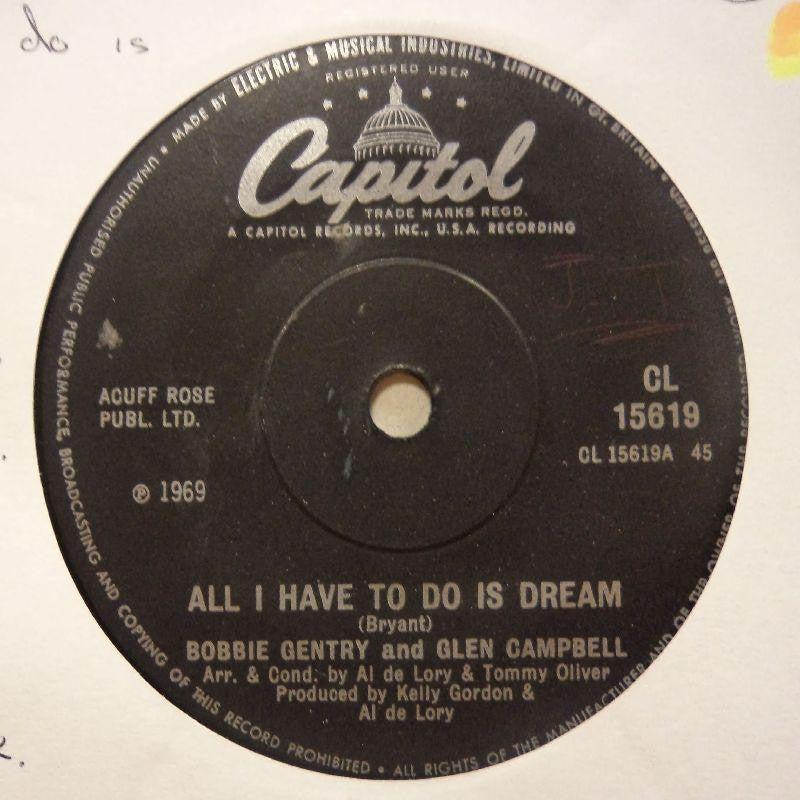 do is
MADE BY ELECTRIC & MUSICAL INDUSTRIES, LIMITED IN GT. BRITAIN •
REGISTERED USER
Capitol
TRADE MARKS REGD.
A CAPITOL RECORDS, INC., U.S.A. RECORDING
ACUFF ROSE
PUBL. LTD.
℗ 1969
CL
15619
CL 15619A 45
ALL I HAVE TO DO IS DREAM
(Bryant)
BOBBIE GENTRY and GLEN CAMPBELL
Arr. & Cond. by Al de Lory & Tommy Oliver
Produced by Kelly Gordon &
Al de Lory
• UNAUTHORISED PUBLIC PERFORMANCE, BROADCASTING AND COPYING OF THIS RECORD PROHIBITED • ALL RIGHTS OF THE MANUFACTURER AND OF THE OWNER OF THE RECORDED